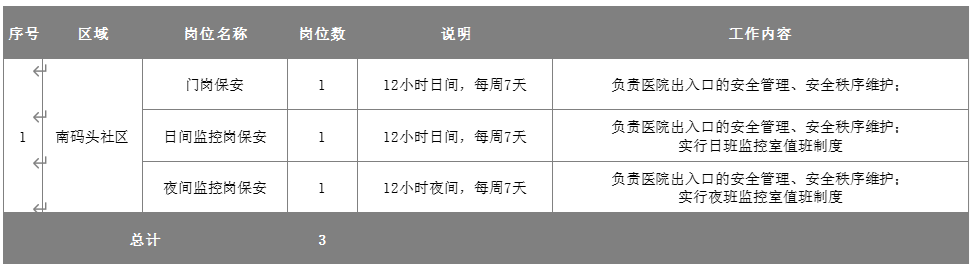 序号 区域 岗位名称 岗位数 说明 工作内容
门岗保安 1 12小时日间，每周7天 负责医院出入口的安全管理、安全秩序维护；
1 南码头社区 日间监控岗保安 1 12小时日间，每周7天 负责医院出入口的安全管理、安全秩序维护；
实行日班监控室值班制度
夜间监控岗保安 1 12小时夜间，每周7天 负责医院出入口的安全管理、安全秩序维护；
实行夜班监控室值班制度
总计 3